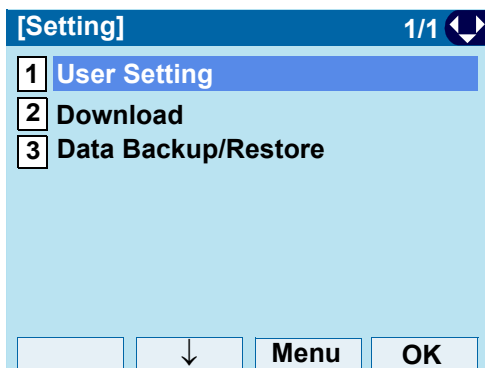 [Setting] 1/1
1 User Setting
2 Download
3 Data Backup/Restore
↓ Menu OK